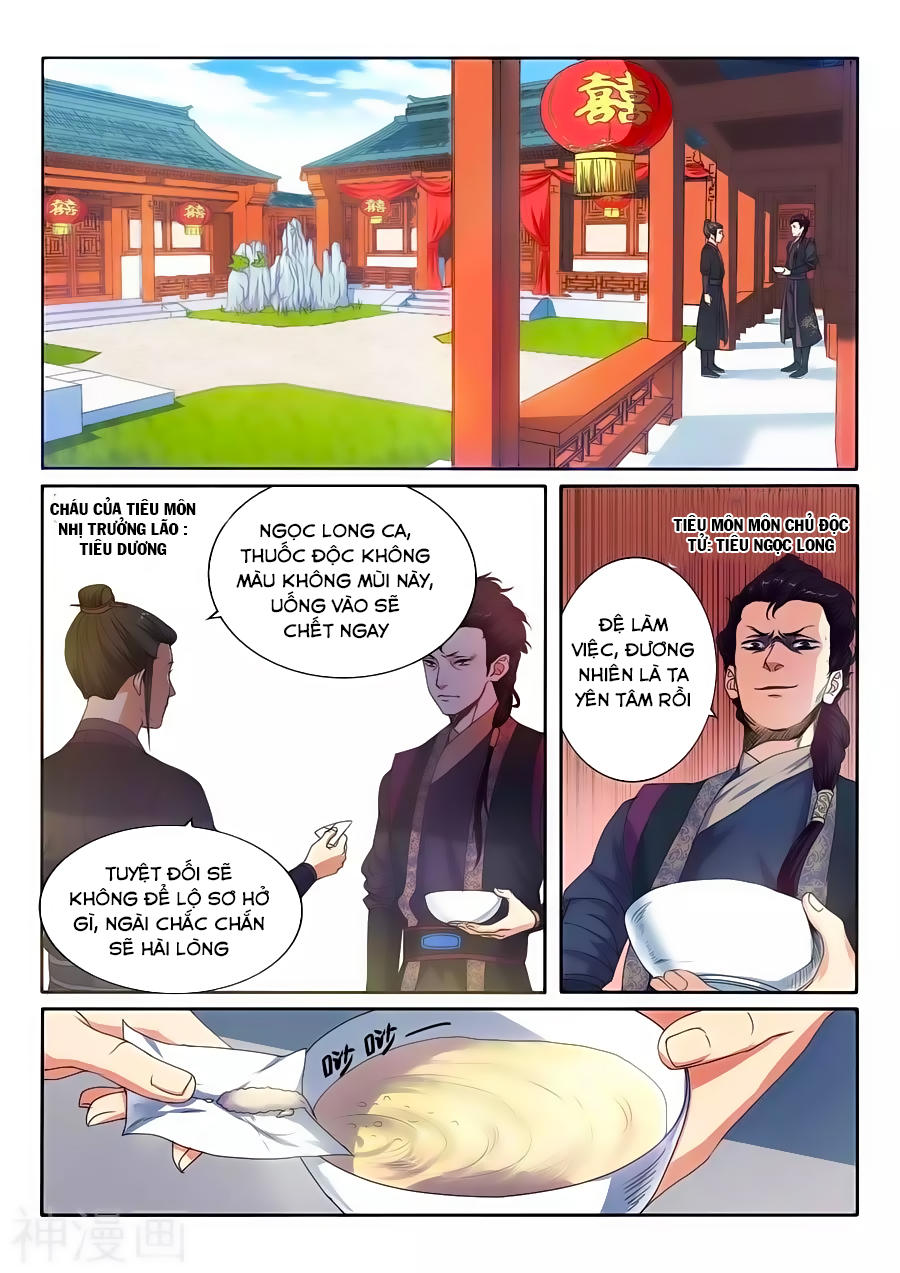 囍
囍
囍
囍
CHÁU CỦA TIÊU MÔN
NHỊ TRƯỞNG LÃO :
TIÊU DƯƠNG
NGỌC LONG CA,
THUỐC ĐỘC KHÔNG
MÀU KHÔNG MÙI NÀY,
UỐNG VÀO SẼ
CHẾT NGAY
TUYỆT ĐỐI SẼ
KHÔNG ĐỂ LỘ SƠ HỞ
GÌ, NGÀI CHẮC CHẮN
SẼ HÀI LÒNG
TIÊU MÔN MÔN CHỦ ĐỘC
TỬ: TIÊU NGỌC LONG
ĐỆ LÀM
VIỆC, ĐƯƠNG
NHIÊN LÀ TA
YÊN TÂM RỒI
神漫画